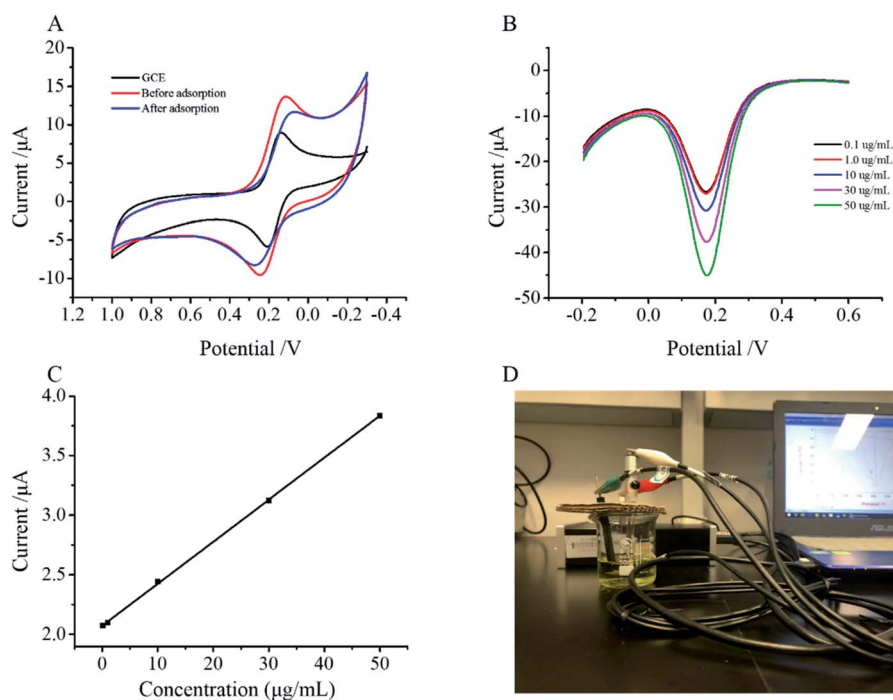 A
GCE
Before adsorption
After adsorption
15
10
5
0
-5
-10
Current /μA
1.2 1.0 0.8 0.6 0.4 0.2 0.0 -0.2 -0.4
Potential /V
B
0
-10
-20
-30
-40
-50
Current /μA
0.1 ug/mL
1.0 ug/mL
10 ug/mL
30 ug/mL
50 ug/mL
-0.2 0.0 0.2 0.4 0.6
Potential /V
C
4.0
3.5
3.0
2.5
2.0
Current /μA
0 10 20 30 40 50
Concentration (μg/mL)
D